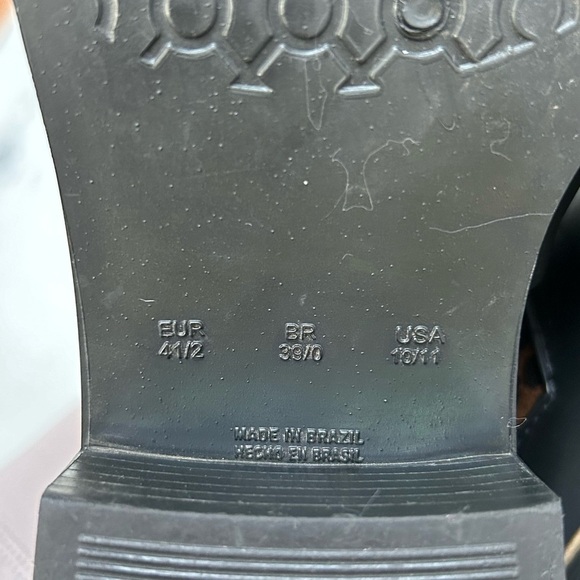 EUR BR USA
41/2 39/0 10/11
MADE IN BRAZIL
HECHO EN BRASIL